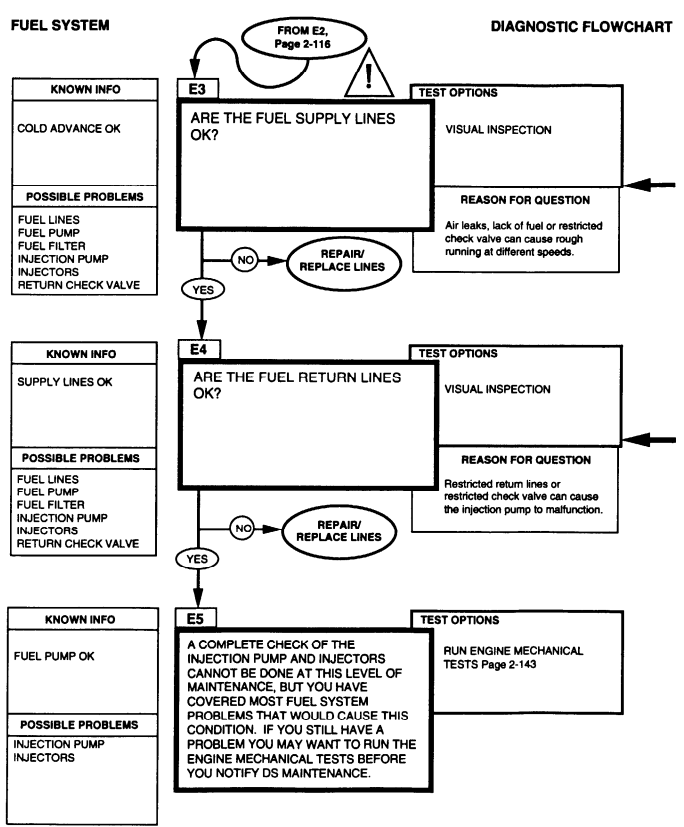 FUEL SYSTEM
DIAGNOSTIC FLOWCHART
FROM E2,
Page 2-116
!
KNOWN INFO
COLD ADVANCE OK
POSSIBLE PROBLEMS
FUEL LINES
FUEL PUMP
FUEL FILTER
INJECTION PUMP
INJECTORS
RETURN CHECK VALVE
E3
ARE THE FUEL SUPPLY LINES
OK?
TEST OPTIONS
VISUAL INSPECTION
REASON FOR QUESTION
Air leaks, lack of fuel or restricted
check valve can cause rough
running at different speeds.
NO
REPAIR/
REPLACE LINES
YES
KNOWN INFO
SUPPLY LINES OK
POSSIBLE PROBLEMS
FUEL LINES
FUEL PUMP
FUEL FILTER
INJECTION PUMP
INJECTORS
RETURN CHECK VALVE
E4
ARE THE FUEL RETURN LINES
OK?
TEST OPTIONS
VISUAL INSPECTION
REASON FOR QUESTION
Restricted return lines or
restricted check valve can cause
the injection pump to malfunction.
NO
REPAIR/
REPLACE LINES
YES
KNOWN INFO
FUEL PUMP OK
POSSIBLE PROBLEMS
INJECTION PUMP
INJECTORS
E5
A COMPLETE CHECK OF THE
INJECTION PUMP AND INJECTORS
CANNOT BE DONE AT THIS LEVEL OF
MAINTENANCE, BUT YOU HAVE
COVERED MOST FUEL SYSTEM
PROBLEMS THAT WOULD CAUSE THIS
CONDITION. IF YOU STILL HAVE A
PROBLEM YOU MAY WANT TO RUN THE
ENGINE MECHANICAL TESTS BEFORE
YOU NOTIFY DS MAINTENANCE.
TEST OPTIONS
RUN ENGINE MECHANICAL
TESTS Page 2-143